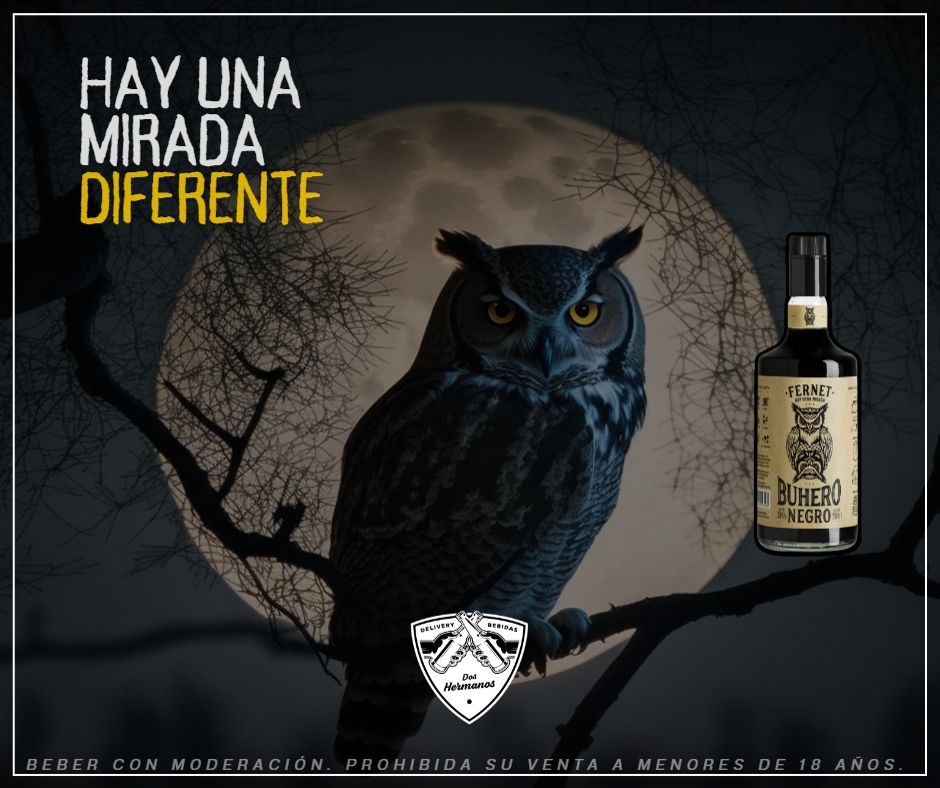 HAY UNA
MIRADA
DIFERENTE
·FERNET·
BUHERO
NEGRO
DELIVERY BEBIDAS
Dos
Hermanos
BEBER CON MODERACIÓN. PROHIBIDA SU VENTA A MENORES DE 18 AÑOS.